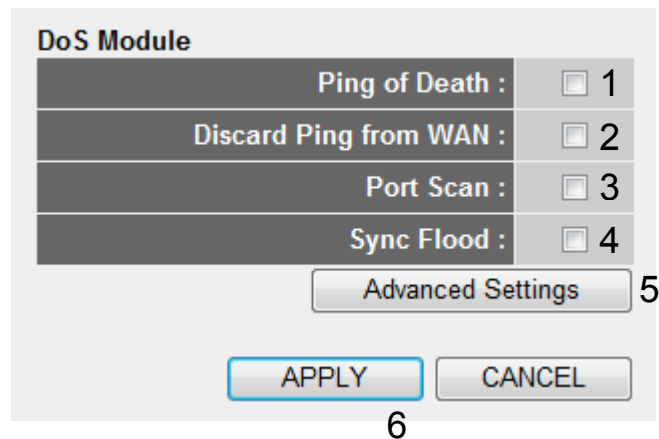 DoS Module
Ping of Death : 1
Discard Ping from WAN : 2
Port Scan : 3
Sync Flood : 4
Advanced Settings 5
APPLY CANCEL
6